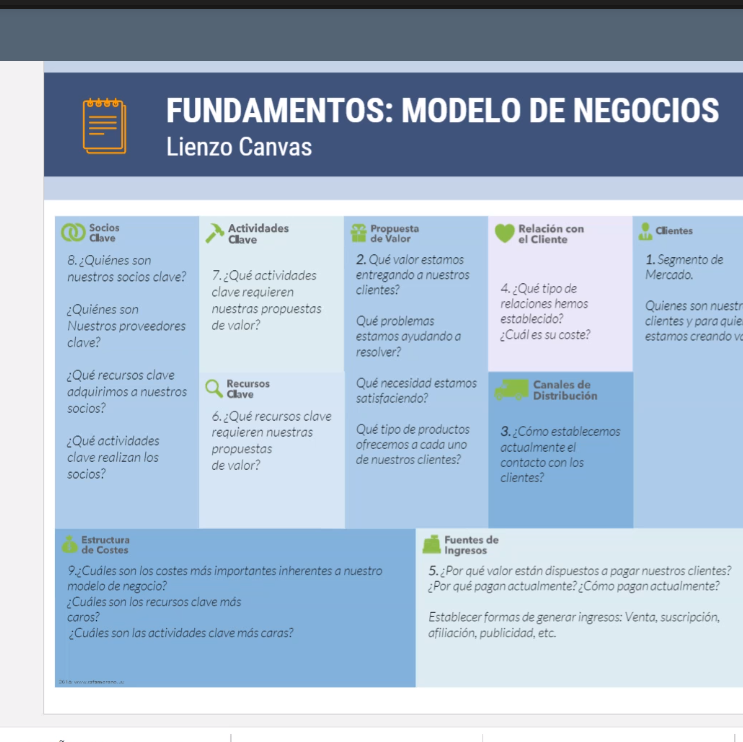 FUNDAMENTOS: MODELO DE NEGOCIOS
Lienzo Canvas
Socios
Clave
8. ¿Quiénes son
nuestros socios clave?
¿Quiénes son
Nuestros proveedores
clave?
¿Qué recursos clave
adquirimos a nuestros
socios?
¿Qué actividades
clave realizan los
socios?
Actividades
Clave
7. ¿Qué actividades
clave requieren
nuestras propuestas
de valor?
Recursos
Clave
6. ¿Qué recursos clave
requieren nuestras
propuestas
de valor?
Propuesta
de Valor
2. Qué valor estamos
entregando a nuestros
clientes?
Qué problemas
estamos ayudando a
resolver?
Qué necesidad estamos
satisfaciendo?
Qué tipo de productos
ofrecemos a cada uno
de nuestros clientes?
Relación con
el Cliente
4. ¿Qué tipo de
relaciones hemos
establecido?
¿Cuál es su coste?
Canales de
Distribución
3. ¿Cómo establecemos
actualmente el
contacto con los
clientes?
Clientes
1. Segmento de
Mercado.
Quienes son nuestr
clientes y para quie
estamos creando va
Estructura
de Costes
9.¿Cuáles son los costes más importantes inherentes a nuestro
modelo de negocio?
¿Cuáles son los recursos clave más
caros?
¿Cuáles son las actividades clave más caras?
Fuentes de
Ingresos
5. ¿Por qué valor están dispuestos a pagar nuestros clientes?
¿Por qué pagan actualmente? ¿Cómo pagan actualmente?
Establecer formas de generar ingresos: Venta, suscripción,
afiliación, publicidad, etc.